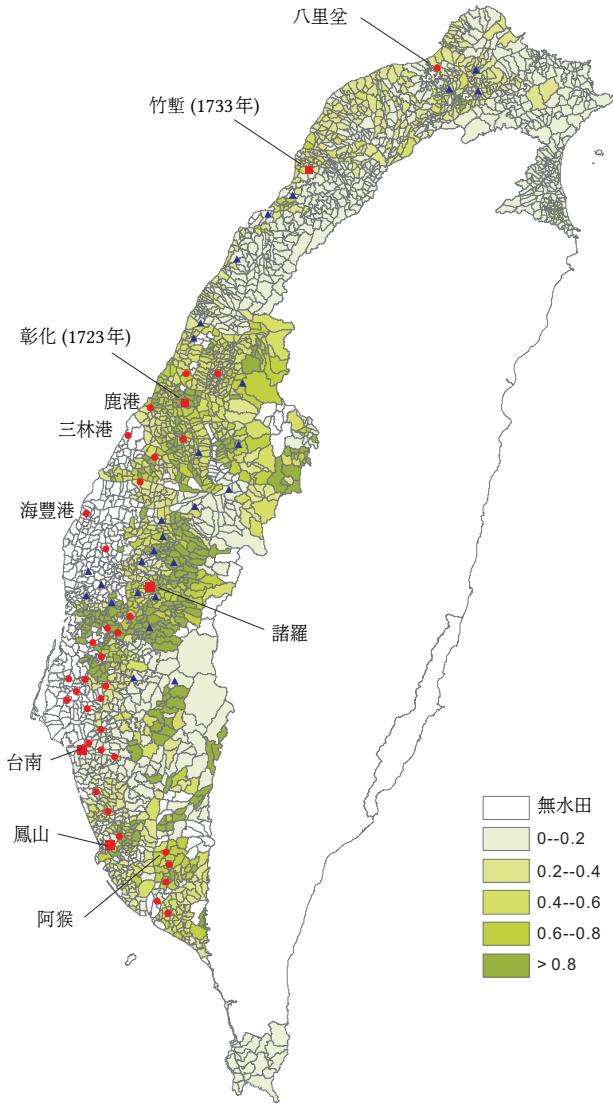 八里坌
竹塹 (1733年)
彰化 (1723年)
鹿港
三林港
海豐港
諸羅
台南
鳳山
阿猴
無水田
0--0.2
0.2--0.4
0.4--0.6
0.6--0.8
> 0.8